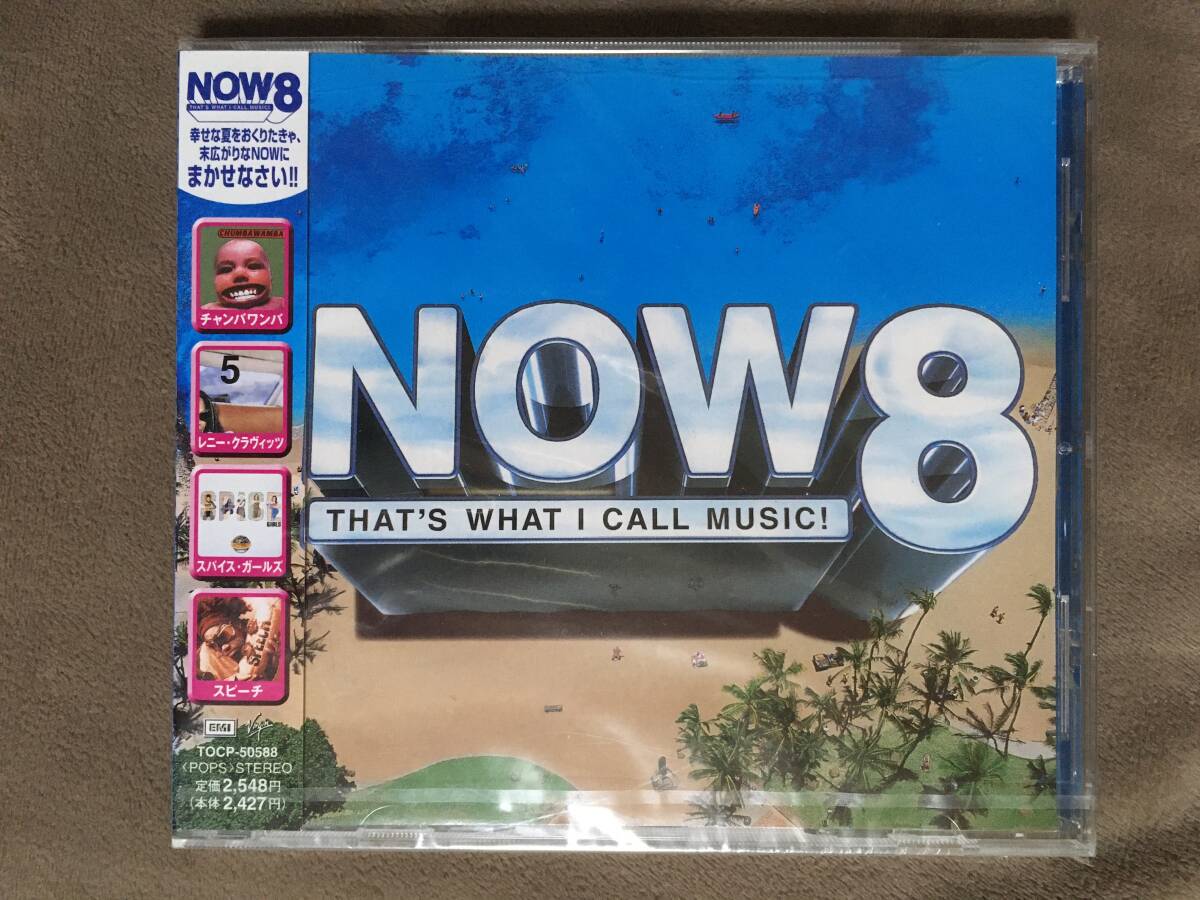 NOW8
THAT'S WHAT I CALL MUSIC!
幸せな夏をおくりたきゃ、
末広がりなNOWに
まかせなさい!!
CHUMBAWAMBA
チャンバワンバ
5
レニー・クラヴィッツ
SPICE
GIRLS
スパイス・ガールズ
スピーチ
EMI
Virgin
TOCP-50588
〈POPS〉STEREO
定価2,548円
(本体2,427円)
NOW8
THAT'S WHAT I CALL MUSIC!